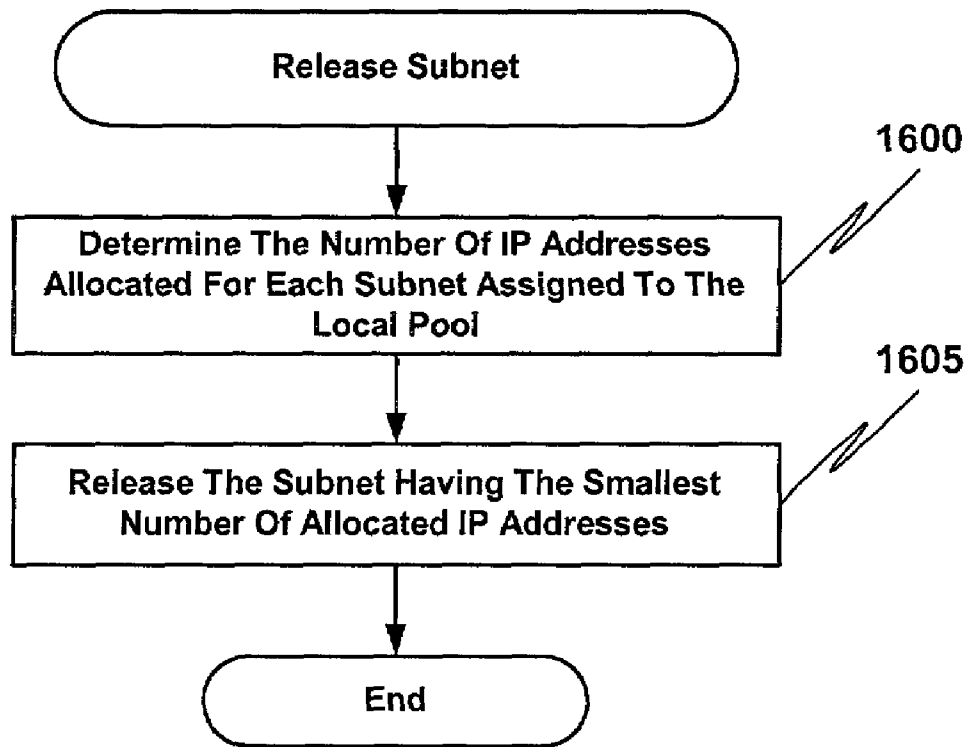 Release Subnet
1600
Determine The Number Of IP Addresses
Allocated For Each Subnet Assigned To The
Local Pool
1605
Release The Subnet Having The Smallest
Number Of Allocated IP Addresses
End